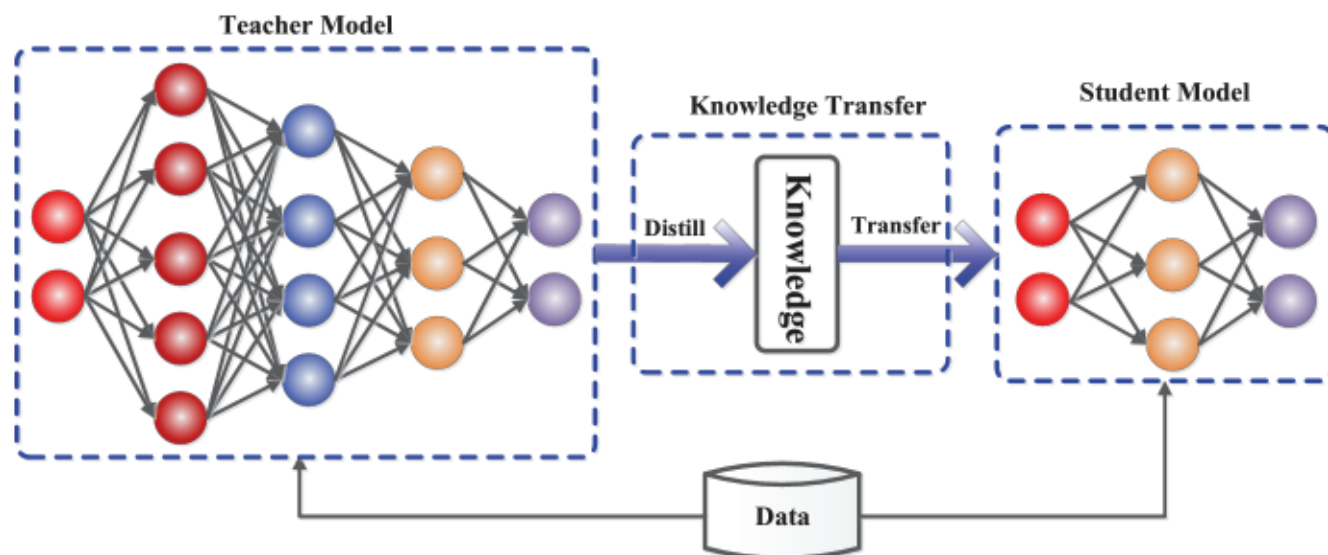 Teacher Model
Knowledge Transfer
Student Model
Distill
Knowledge
Transfer
Data